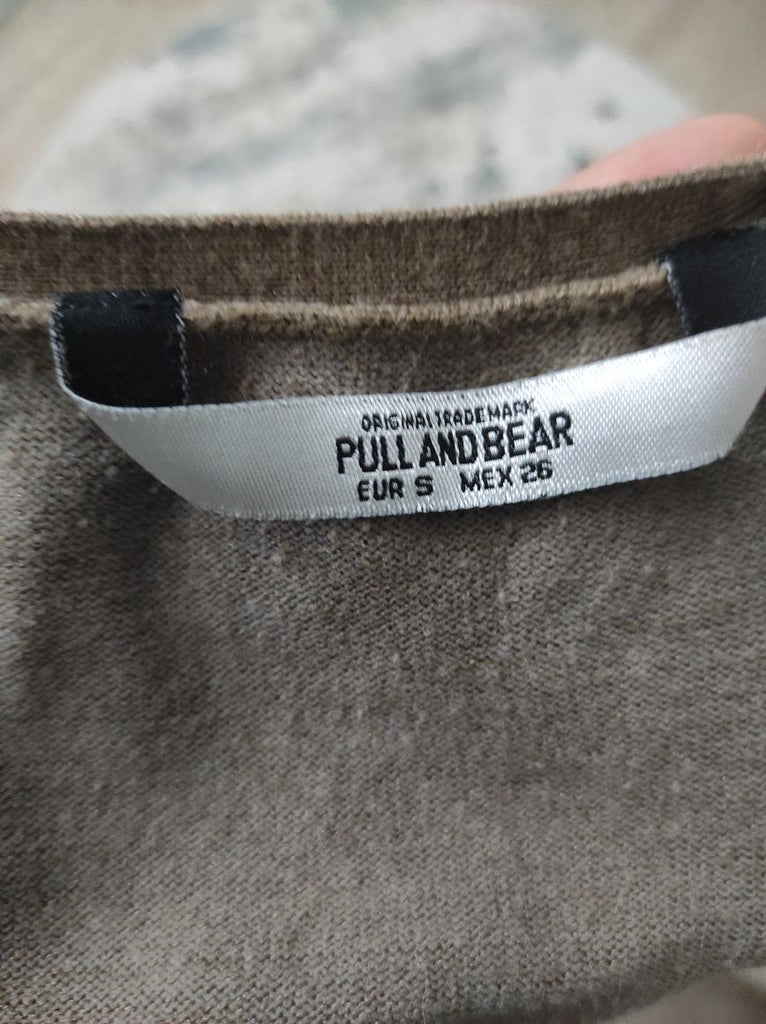 ORIGINAL TRADEMARK
PULL AND BEAR
EUR S MEX 26